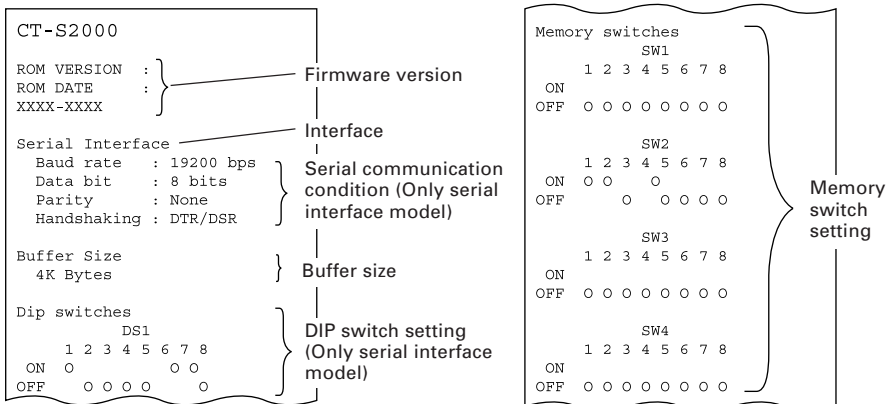 CT-S2000
ROM VERSION :
ROM DATE :
XXXX-XXXX
Firmware version
Serial Interface
Interface
Baud rate : 19200 bps
Data bit : 8 bits
Parity : None
Handshaking : DTR/DSR
Serial communication
condition (Only serial
interface model)
Buffer Size
4K Bytes
Buffer size
Dip switches
DS1
1 2 3 4 5 6 7 8
ON O O O
OFF O O O O O
DIP switch setting
(Only serial interface
model)
Memory switches
SW1
1 2 3 4 5 6 7 8
ON
OFF O O O O O O O O
SW2
1 2 3 4 5 6 7 8
ON O O O
OFF O O O O O
SW3
1 2 3 4 5 6 7 8
ON
OFF O O O O O O O O
SW4
1 2 3 4 5 6 7 8
ON
OFF O O O O O O O O
Memory
switch
setting